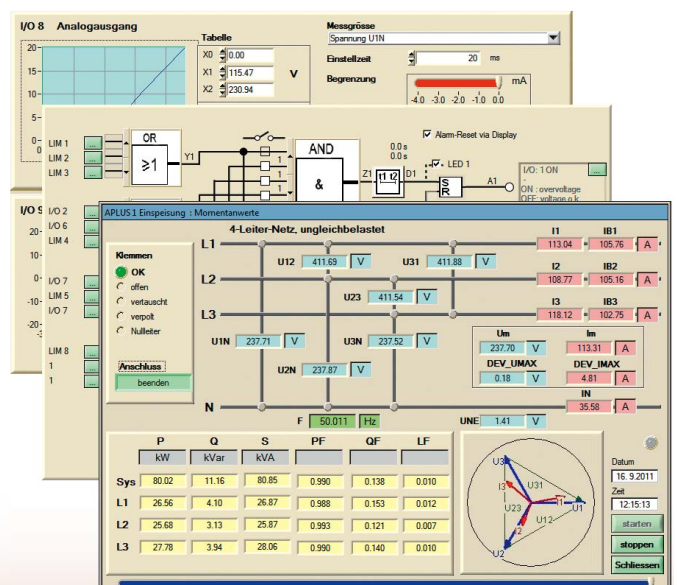 I/O 8 Analogausgang
Tabelle
X0 0.00
X1 115.47 V
X2 230.94
Messgrösse
Spannung U1N
Einstellzeit 20 ms
Begrenzung
mA
-4.0 -3.0 -2.0 -1.0 0.0
20
15
10
5
0
LIM 1 ...
LIM 2 ...
LIM 3 ...
OR
≥1
Y1
AND
&
1
1
1
0.0 s
0.0 s
Z1 t1 t2 D1
Alarm-Reset via Display
LED 1
S
R
A1
I/O: 1 ON ...
-
ON : overvoltage
OFF: voltage o.k.
I/O 9
20
10
0
-10
-20
I/O 2 ...
I/O 6 ...
LIM 4 ...
I/O 7 ...
LIM 5 ...
I/O 7 ...
LIM 8 ...
1 ...
1 ...
APLUS 1 Einspeisung : Momentanwerte
4-Leiter-Netz, ungleichbelastet
Klemmen
OK
offen
vertauscht
verpolt
Nullleiter
Anschluss
beenden
L1
L2
L3
N
U12 411.69 V
U31 411.88 V
U23 411.54 V
U1N 237.71 V
U3N 237.52 V
U2N 237.87 V
I1 IB1
113.04 105.76 A
I2 IB2
108.77 105.16 A
I3 IB3
118.12 102.75 A
Um Im
237.70 V 113.31 A
DEV_UMAX DEV_IMAX
0.18 V 4.81 A
IN
35.58 A
F 50.011 Hz
UNE 1.41 V
P Q S PF QF LF
kW kVar kVA
Sys 80.02 11.16 80.85 0.990 0.138 0.010
L1 26.56 4.10 26.87 0.988 0.153 0.012
L2 25.68 3.13 25.87 0.993 0.121 0.007
L3 27.78 3.94 28.06 0.990 0.140 0.010
U3
I3
U31
I1
U1
U23
U12
I2
U2
Datum
16. 9.2011
Zeit
12:15:13
starten
stoppen
Schliessen